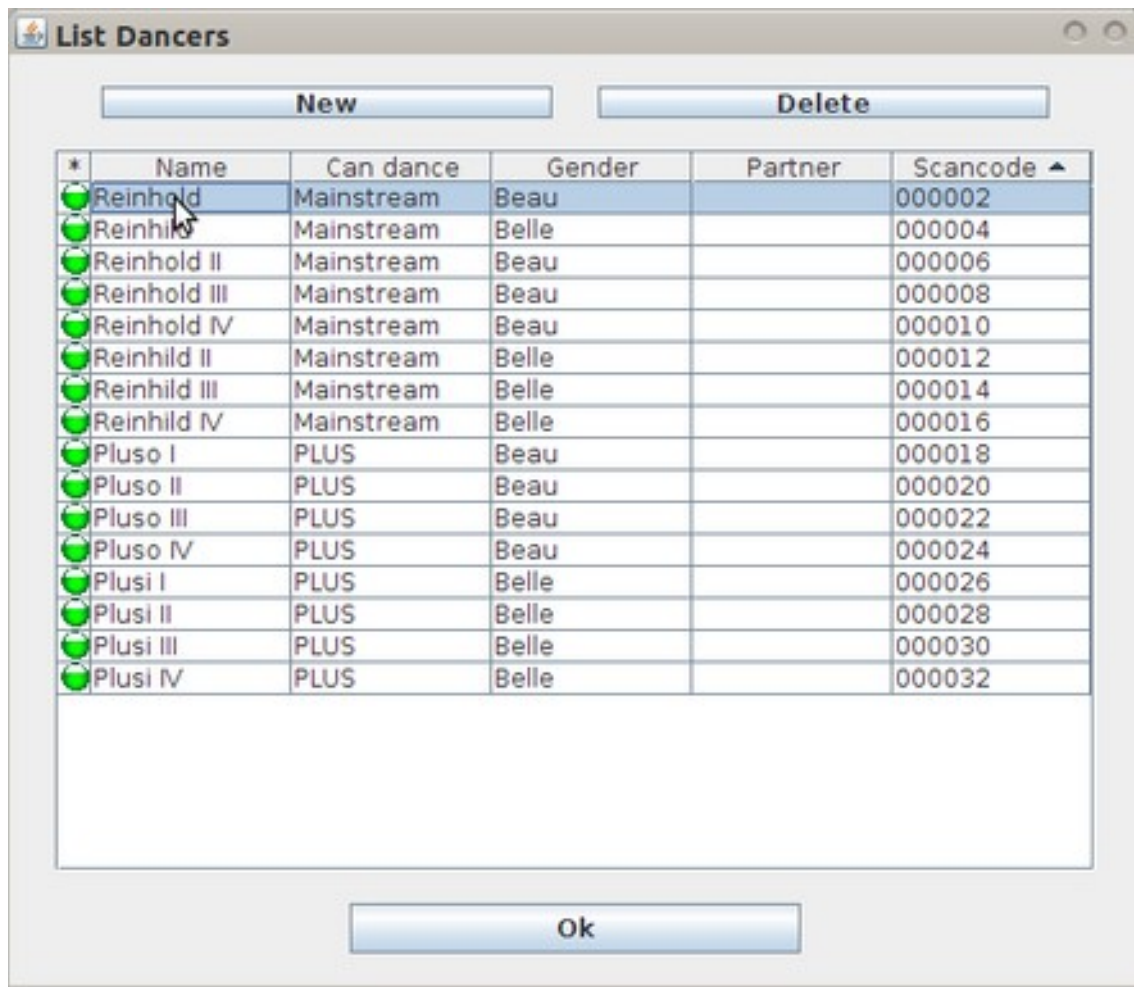 List Dancers
New Delete
* Name Can dance Gender Partner Scancode
Reinhold Mainstream Beau 000002
Reinhild Mainstream Belle 000004
Reinhold II Mainstream Beau 000006
Reinhold III Mainstream Beau 000008
Reinhold IV Mainstream Beau 000010
Reinhild II Mainstream Belle 000012
Reinhild III Mainstream Belle 000014
Reinhild IV Mainstream Belle 000016
Pluso I PLUS Beau 000018
Pluso II PLUS Beau 000020
Pluso III PLUS Beau 000022
Pluso IV PLUS Beau 000024
Plusi I PLUS Belle 000026
Plusi II PLUS Belle 000028
Plusi III PLUS Belle 000030
Plusi IV PLUS Belle 000032
Ok